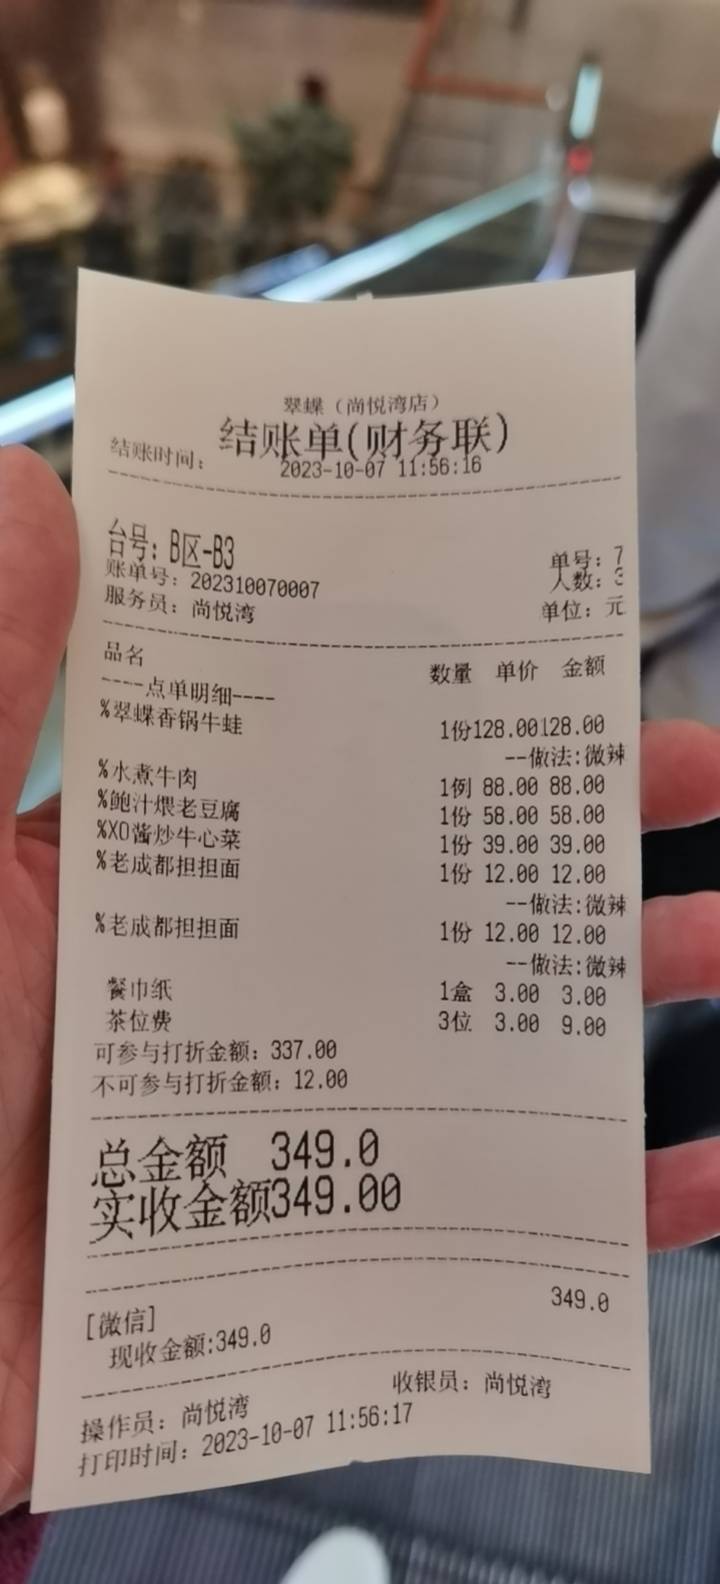 翠蝶（尚悦湾店）
结账单(财务联)
结账时间： 2023-10-07 11:56:16
台号：B区-B3 单号：7
账单号：202310070007 人数：3
服务员：尚悦湾 单位：元
品名 数量 单价 金额
----点单明细----
%翠蝶香锅牛蛙 1份128.00128.00
--做法:微辣
%水煮牛肉 1例 88.00 88.00
%鲍汁煨老豆腐 1份 58.00 58.00
%XO酱炒牛心菜 1份 39.00 39.00
%老成都担担面 1份 12.00 12.00
--做法:微辣
%老成都担担面 1份 12.00 12.00
--做法:微辣
餐巾纸 1盒 3.00 3.00
茶位费 3位 3.00 9.00
可参与打折金额：337.00
不可参与打折金额：12.00
总金额 349.0
实收金额349.00
[微信] 349.0
现收金额:349.0
操作员：尚悦湾 收银员：尚悦湾
打印时间：2023-10-07 11:56:17